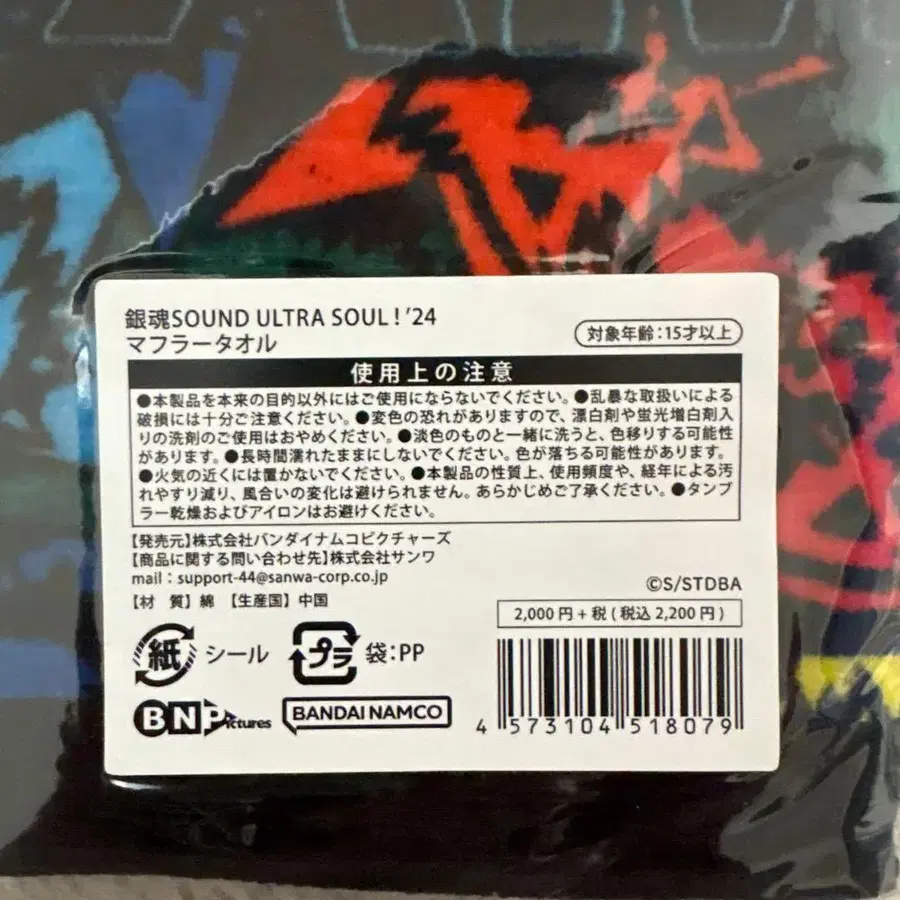 銀魂SOUND ULTRA SOUL！’24
マフラータオル
対象年齢：15才以上
使用上の注意
●本製品を本来の目的以外にはご使用にならないでください。●乱暴な取扱いによる
破損には十分ご注意ください。●変色の恐れがありますので、漂白剤や蛍光増白剤入
りの洗剤のご使用はおやめください。●淡色のものと一緒に洗うと、色移りする可能性
があります。●長時間濡れたままにしないでください。色が落ちる可能性があります。
●火気の近くには置かないでください。●本製品の性質上、使用頻度や、経年による汚
れやすり減り、風合いの変化は避けられません。あらかじめご了承ください。●タンブ
ラー乾燥およびアイロンはお避けください。
【発売元】株式会社バンダイナムコピクチャーズ
【商品に関する問い合わせ先】株式会社サンワ
mail：support-44@sanwa-corp.co.jp
©S/STDBA
【材　質】綿　【生産国】中国
2,000円＋税（税込2,200円）
紙 シール プラ 袋：PP
BNPictures BANDAI NAMCO
4 573104 518079